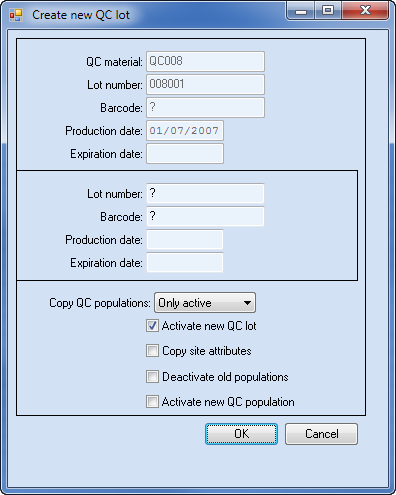 Create new QC lot
QC material: QC008
Lot number: 008001
Barcode: ?
Production date: 01/07/2007
Expiration date:
Lot number: ?
Barcode: ?
Production date:
Expiration date:
Copy QC populations: Only active
Activate new QC lot
Copy site attributes
Deactivate old populations
Activate new QC population
OK Cancel